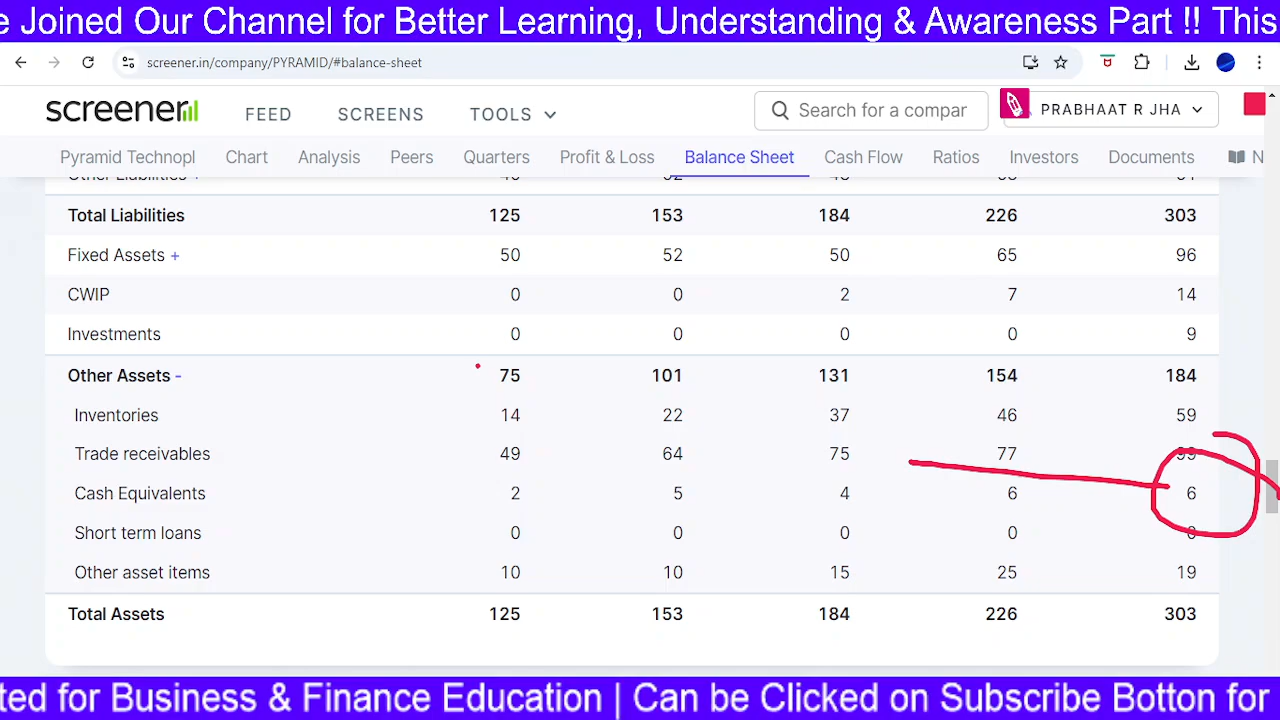 e Joined Our Channel for Better Learning, Understanding & Awareness Part !! This
screener.in/company/PYRAMID/#balance-sheet
screener FEED SCREENS TOOLS Search for a compar PRABHAAT R JHA
Pyramid Technopl Chart Analysis Peers Quarters Profit & Loss Balance Sheet Cash Flow Ratios Investors Documents N
Other Liabilities +
Total Liabilities 125 153 184 226 303
Fixed Assets + 50 52 50 65 96
CWIP 0 0 2 7 14
Investments 0 0 0 0 9
Other Assets - 75 101 131 154 184
Inventories 14 22 37 46 59
Trade receivables 49 64 75 77 99
Cash Equivalents 2 5 4 6 6
Short term loans 0 0 0 0 0
Other asset items 10 10 15 25 19
Total Assets 125 153 184 226 303
ted for Business & Finance Education | Can be Clicked on Subscribe Botton for